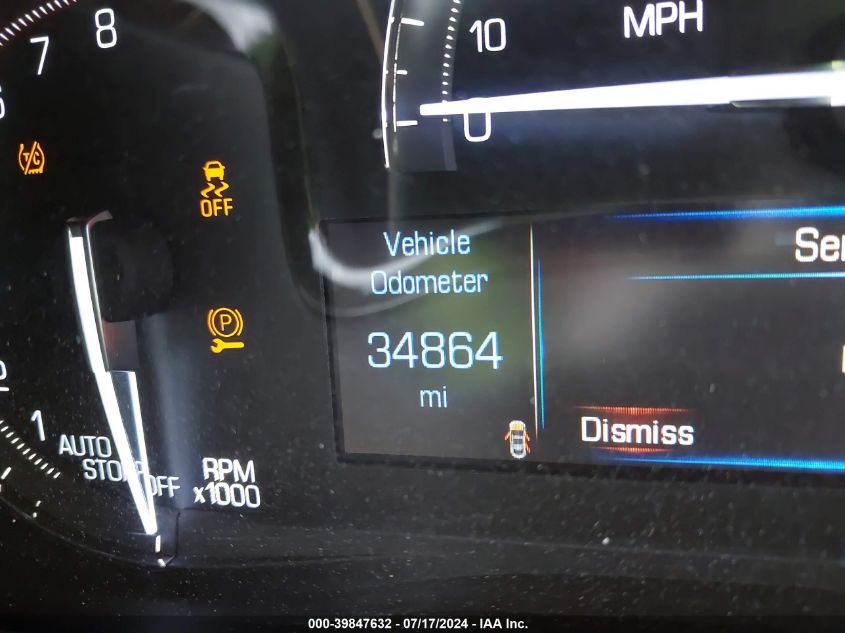 7 8
10 MPH
0
T/C
OFF
Vehicle
Odometer
34864
mi
P
1
AUTO
STOP OFF
RPM
x1000
Dismiss
000-39847632 - 07/17/2024 - IAA Inc.